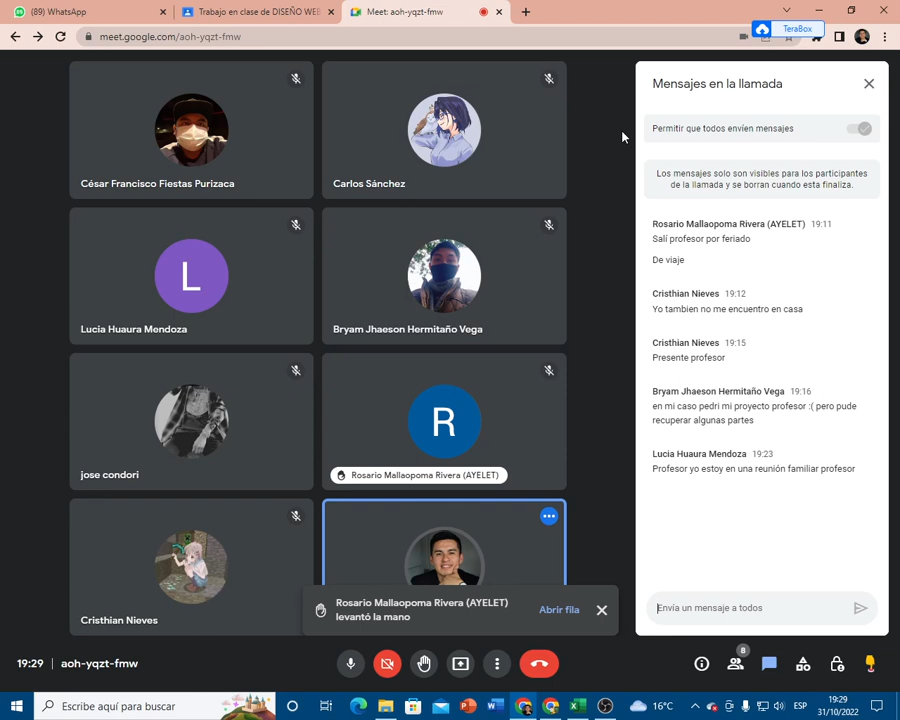 (89) WhatsApp
Trabajo en clase de DISEÑO WEB
Meet: aoh-yqzt-fmw
meet.google.com/aoh-yqzt-fmw
TeraBox
César Francisco Fiestas Purizaca
Carlos Sánchez
L
Lucia Huaura Mendoza
Bryam Jhaeson Hermitaño Vega
jose condori
R
Rosario Mallaopoma Rivera (AYELET)
Cristhian Nieves
Rosario Mallaopoma Rivera (AYELET)
levantó la mano
Abrir fila
Mensajes en la llamada
Permitir que todos envíen mensajes
Los mensajes solo son visibles para los participantes
de la llamada y se borran cuando esta finaliza.
Rosario Mallaopoma Rivera (AYELET) 19:11
Salí profesor por feriado
De viaje
Cristhian Nieves 19:12
Yo tambien no me encuentro en casa
Cristhian Nieves 19:15
Presente profesor
Bryam Jhaeson Hermitaño Vega 19:16
en mi caso pedri mi proyecto profesor :( pero pude
recuperar algunas partes
Lucia Huaura Mendoza 19:23
Profesor yo estoy en una reunión familiar profesor
Envía un mensaje a todos
19:29 | aoh-yqzt-fmw
8
Escribe aquí para buscar
16°C
ESP
19:29
31/10/2022